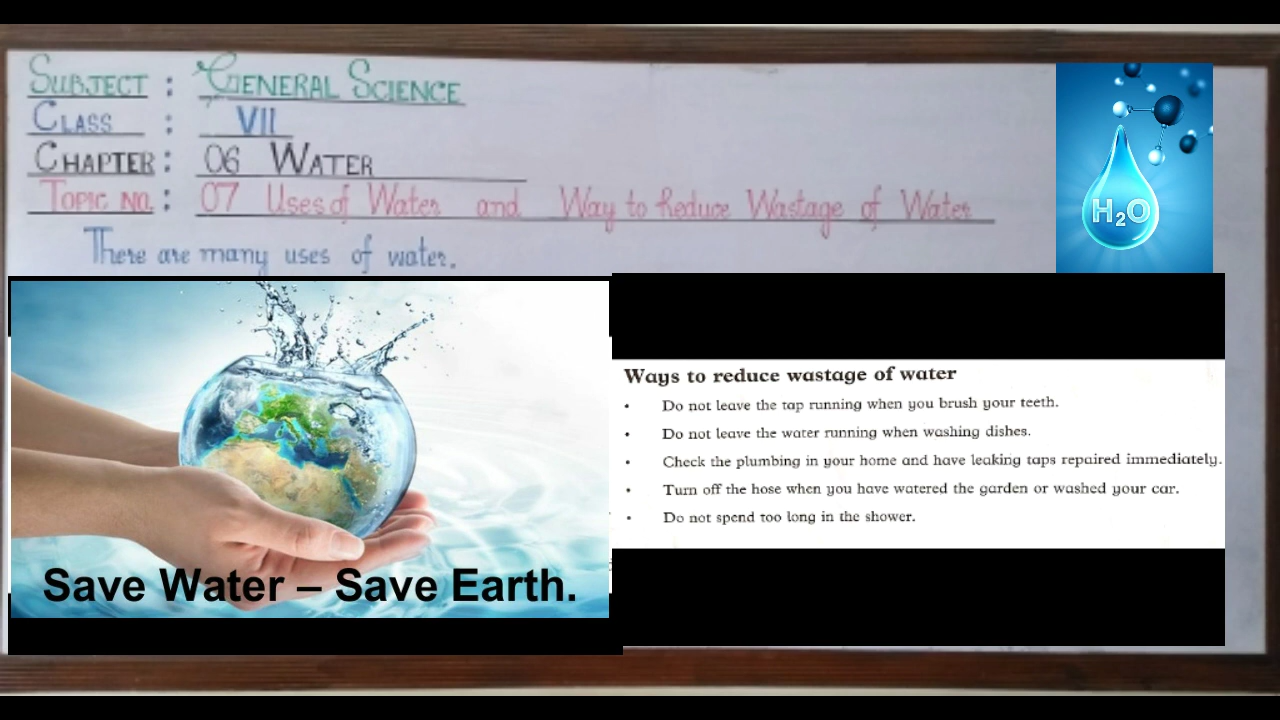 SUBJECT : GENERAL SCIENCE
CLASS : VII
CHAPTER : 06 WATER
TOPIC NO. : 07 Uses of Water and Way to Reduce Wastage of Water
There are many uses of water.
H2O
Save Water – Save Earth.
Ways to reduce wastage of water
• Do not leave the tap running when you brush your teeth.
• Do not leave the water running when washing dishes.
• Check the plumbing in your home and have leaking taps repaired immediately.
• Turn off the hose when you have watered the garden or washed your car.
• Do not spend too long in the shower.